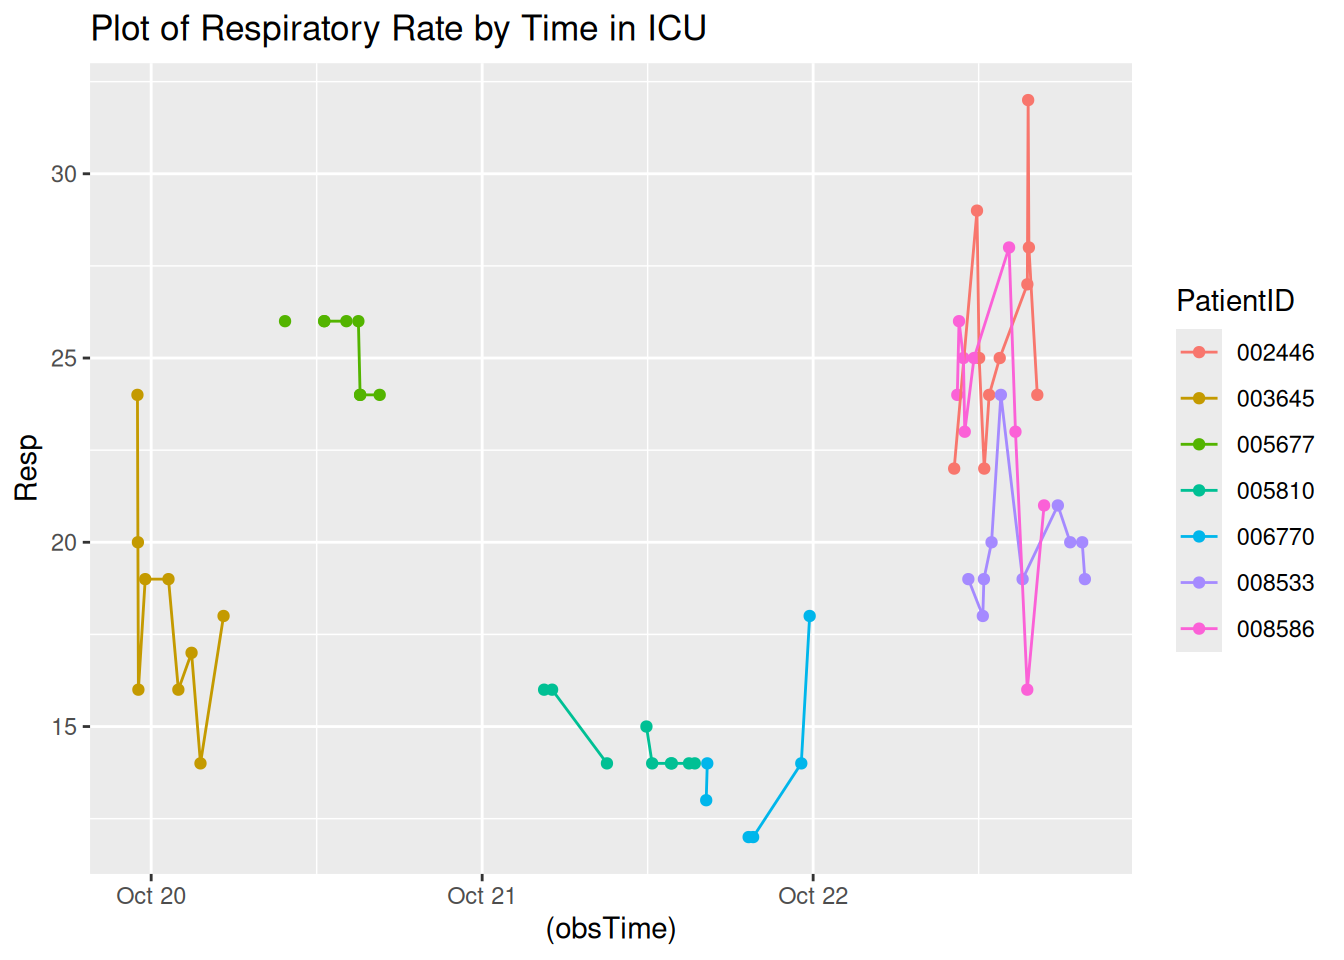 Plot of Respiratory Rate by Time in ICU
30
25
20
15
Resp
Oct 20
Oct 21
Oct 22
(obsTime)
PatientID
002446
003645
005677
005810
006770
008533
008586